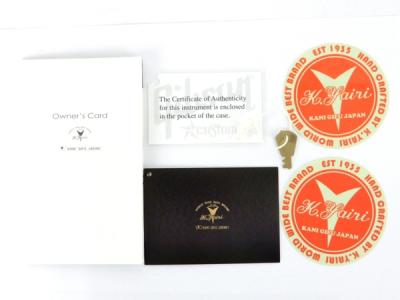 Owner's Card
K.Yairi
Gibson
The Certificate of Authenticity
for this instrument is enclosed
in the pocket of the case.
Custom
K.Yairi
EST 1935 HAND CRAFTED BY K.YAIRI WORLD WIDE BEST BRAND
K.Yairi
KANI GIFU JAPAN
EST 1935 HAND CRAFTED BY K.YAIRI WORLD WIDE BEST BRAND
K.Yairi
KANI GIFU JAPAN